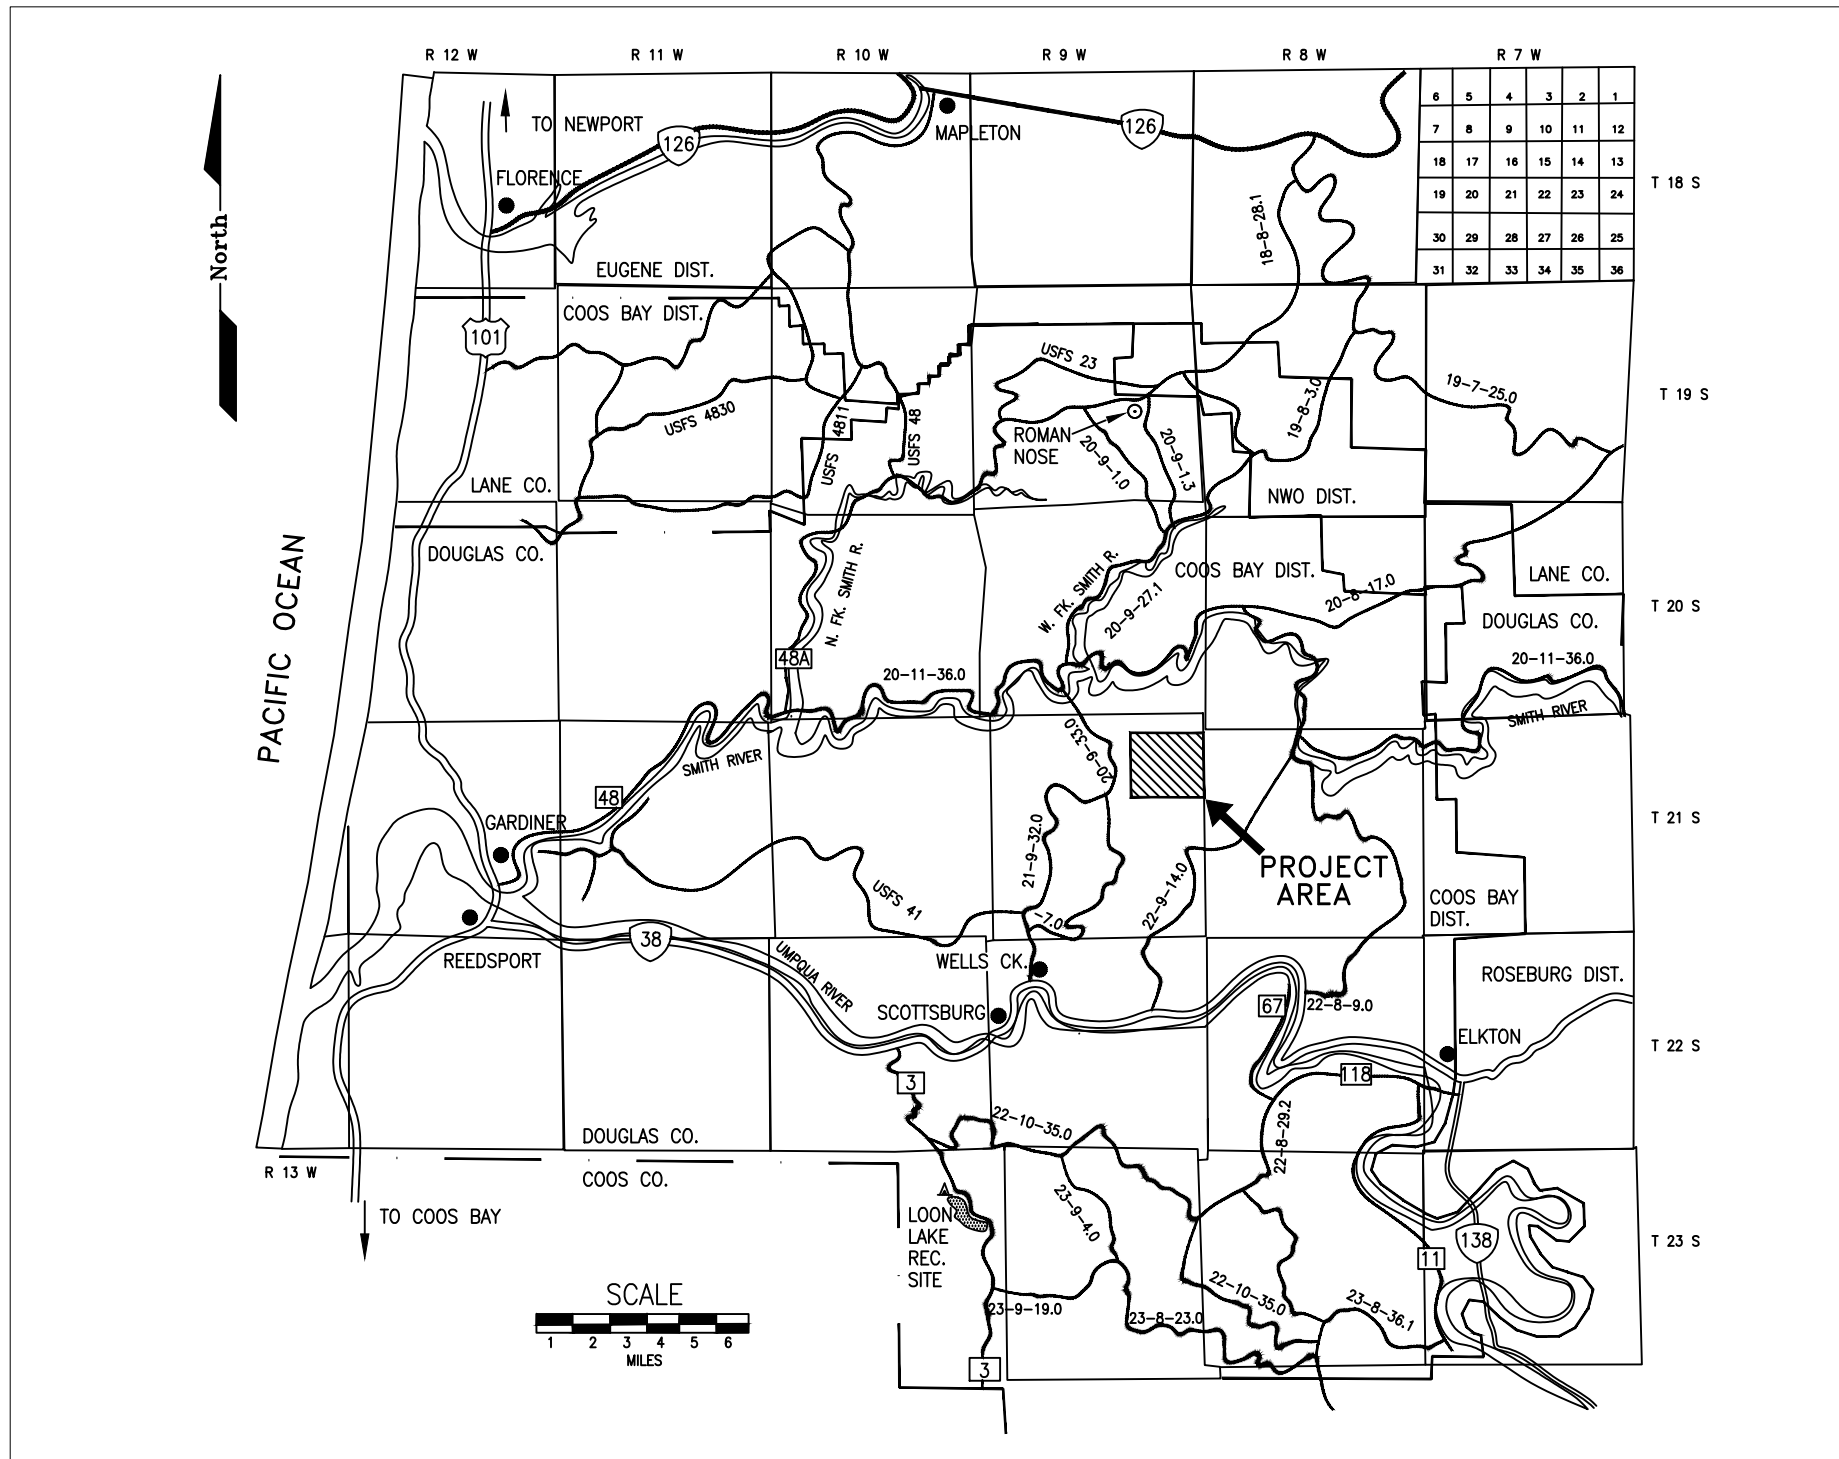 R 12 W
R 11 W
R 10 W
R 9 W
R 8 W
R 7 W
6 5 4 3 2 1
7 8 9 10 11 12
18 17 16 15 14 13
19 20 21 22 23 24
30 29 28 27 26 25
31 32 33 34 35 36
T 18 S
T 19 S
T 20 S
T 21 S
T 22 S
T 23 S
North
TO NEWPORT
126
MAPLETON
126
FLORENCE
18-8-28.1
EUGENE DIST.
COOS BAY DIST.
101
USFS 23
USFS 4830
USFS 4811
USFS 48
ROMAN
NOSE
20-9-1.0
20-9-1.3
19-8-3.0
19-7-25.0
LANE CO.
NWO DIST.
DOUGLAS CO.
PACIFIC OCEAN
N. FK. SMITH R.
W. FK. SMITH R.
20-9-27.1
COOS BAY DIST.
20-8-17.0
LANE CO.
DOUGLAS CO.
48A
20-11-36.0
20-11-36.0
SMITH RIVER
SMITH RIVER
20-9-33.0
48
GARDINER
21-9-32.0
PROJECT
AREA
USFS 41
22-9-14.0
-7.0
COOS BAY
DIST.
38
REEDSPORT
UMPQUA RIVER
WELLS CK.
ROSEBURG DIST.
SCOTTSBURG
67
22-8-9.0
ELKTON
3
118
22-10-35.0
22-8-29.2
DOUGLAS CO.
COOS CO.
R 13 W
TO COOS BAY
LOON
LAKE
REC.
SITE
23-9-4.0
138
11
22-10-35.0
23-8-36.1
23-9-19.0
23-8-23.0
3
SCALE
1 2 3 4 5 6
MILES